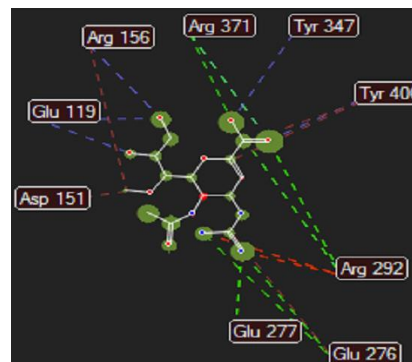 Arg 371
Tyr 347
Arg 156
Tyr 406
Glu 119
Asp 151
Arg 292
Glu 277
Glu 276